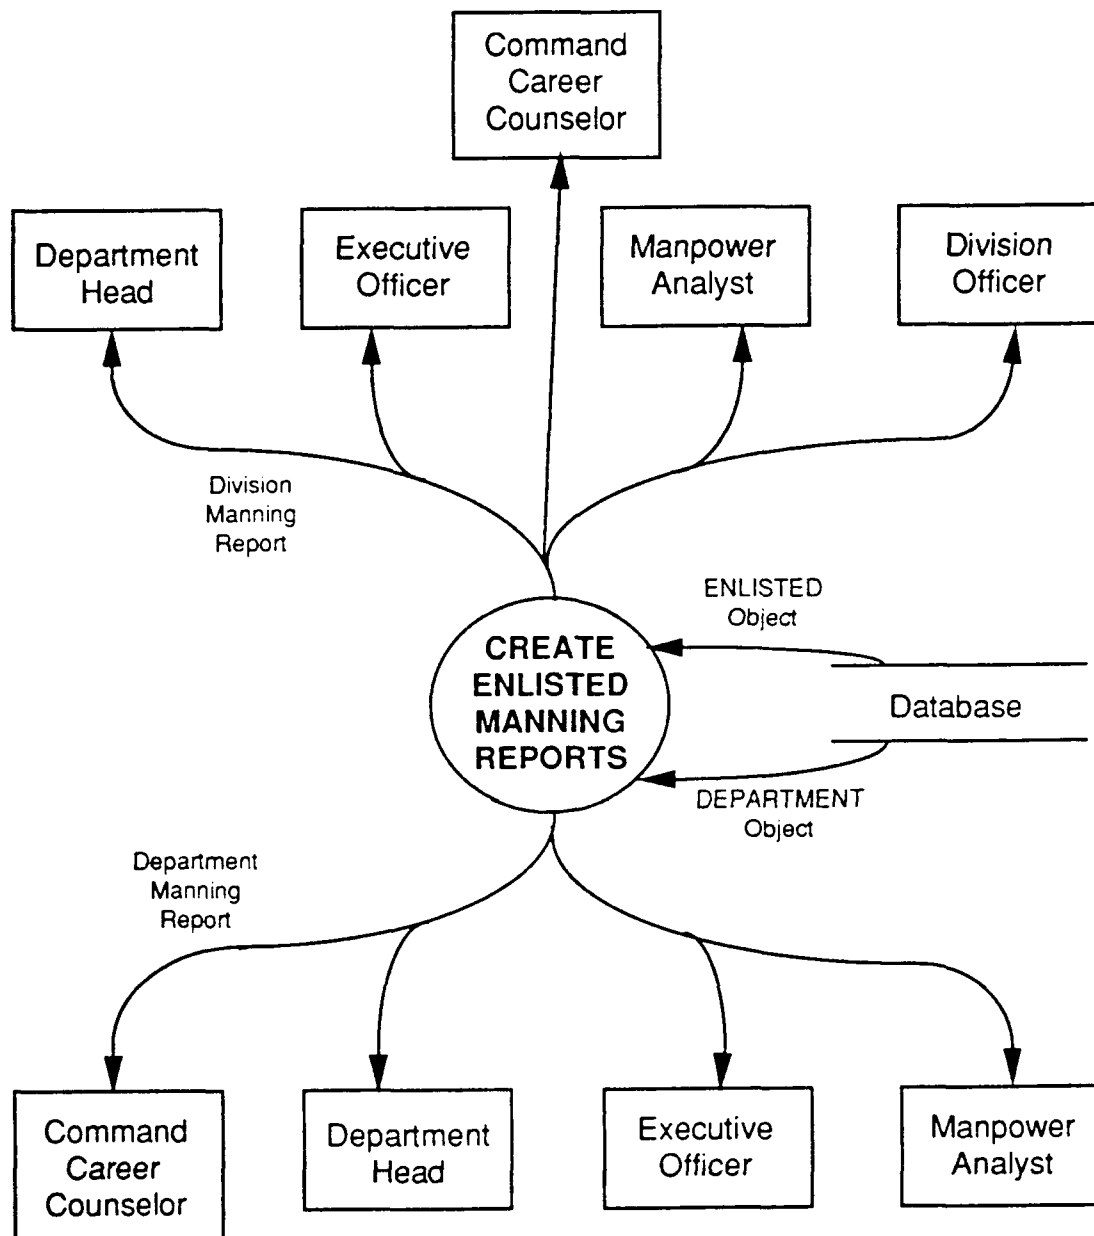 Command
Career
Counselor
Department
Head
Executive
Officer
Manpower
Analyst
Division
Officer
Division
Manning
Report
ENLISTED
Object
CREATE
ENLISTED
MANNING
REPORTS
Database
DEPARTMENT
Object
Department
Manning
Report
Command
Career
Counselor
Department
Head
Executive
Officer
Manpower
Analyst